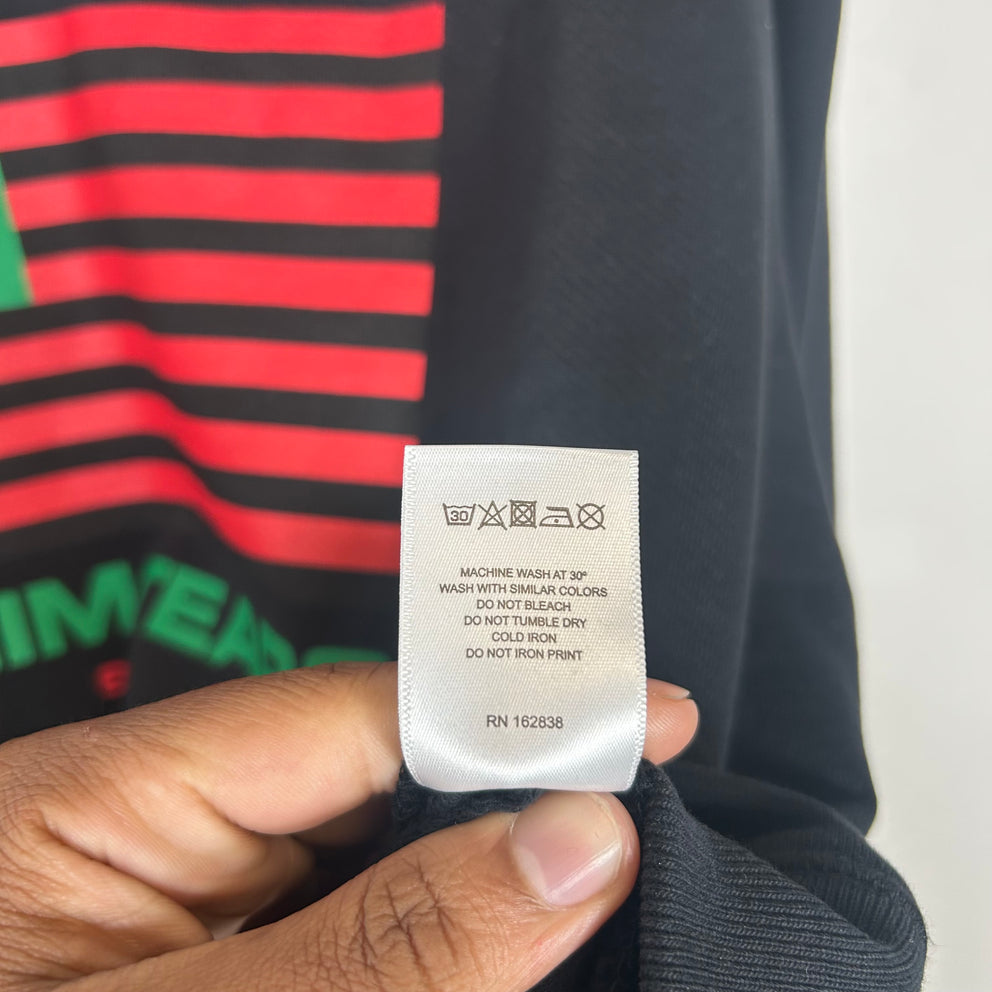 30
MACHINE WASH AT 30°
WASH WITH SIMILAR COLORS
DO NOT BLEACH
DO NOT TUMBLE DRY
COLD IRON
DO NOT IRON PRINT
RN 162838